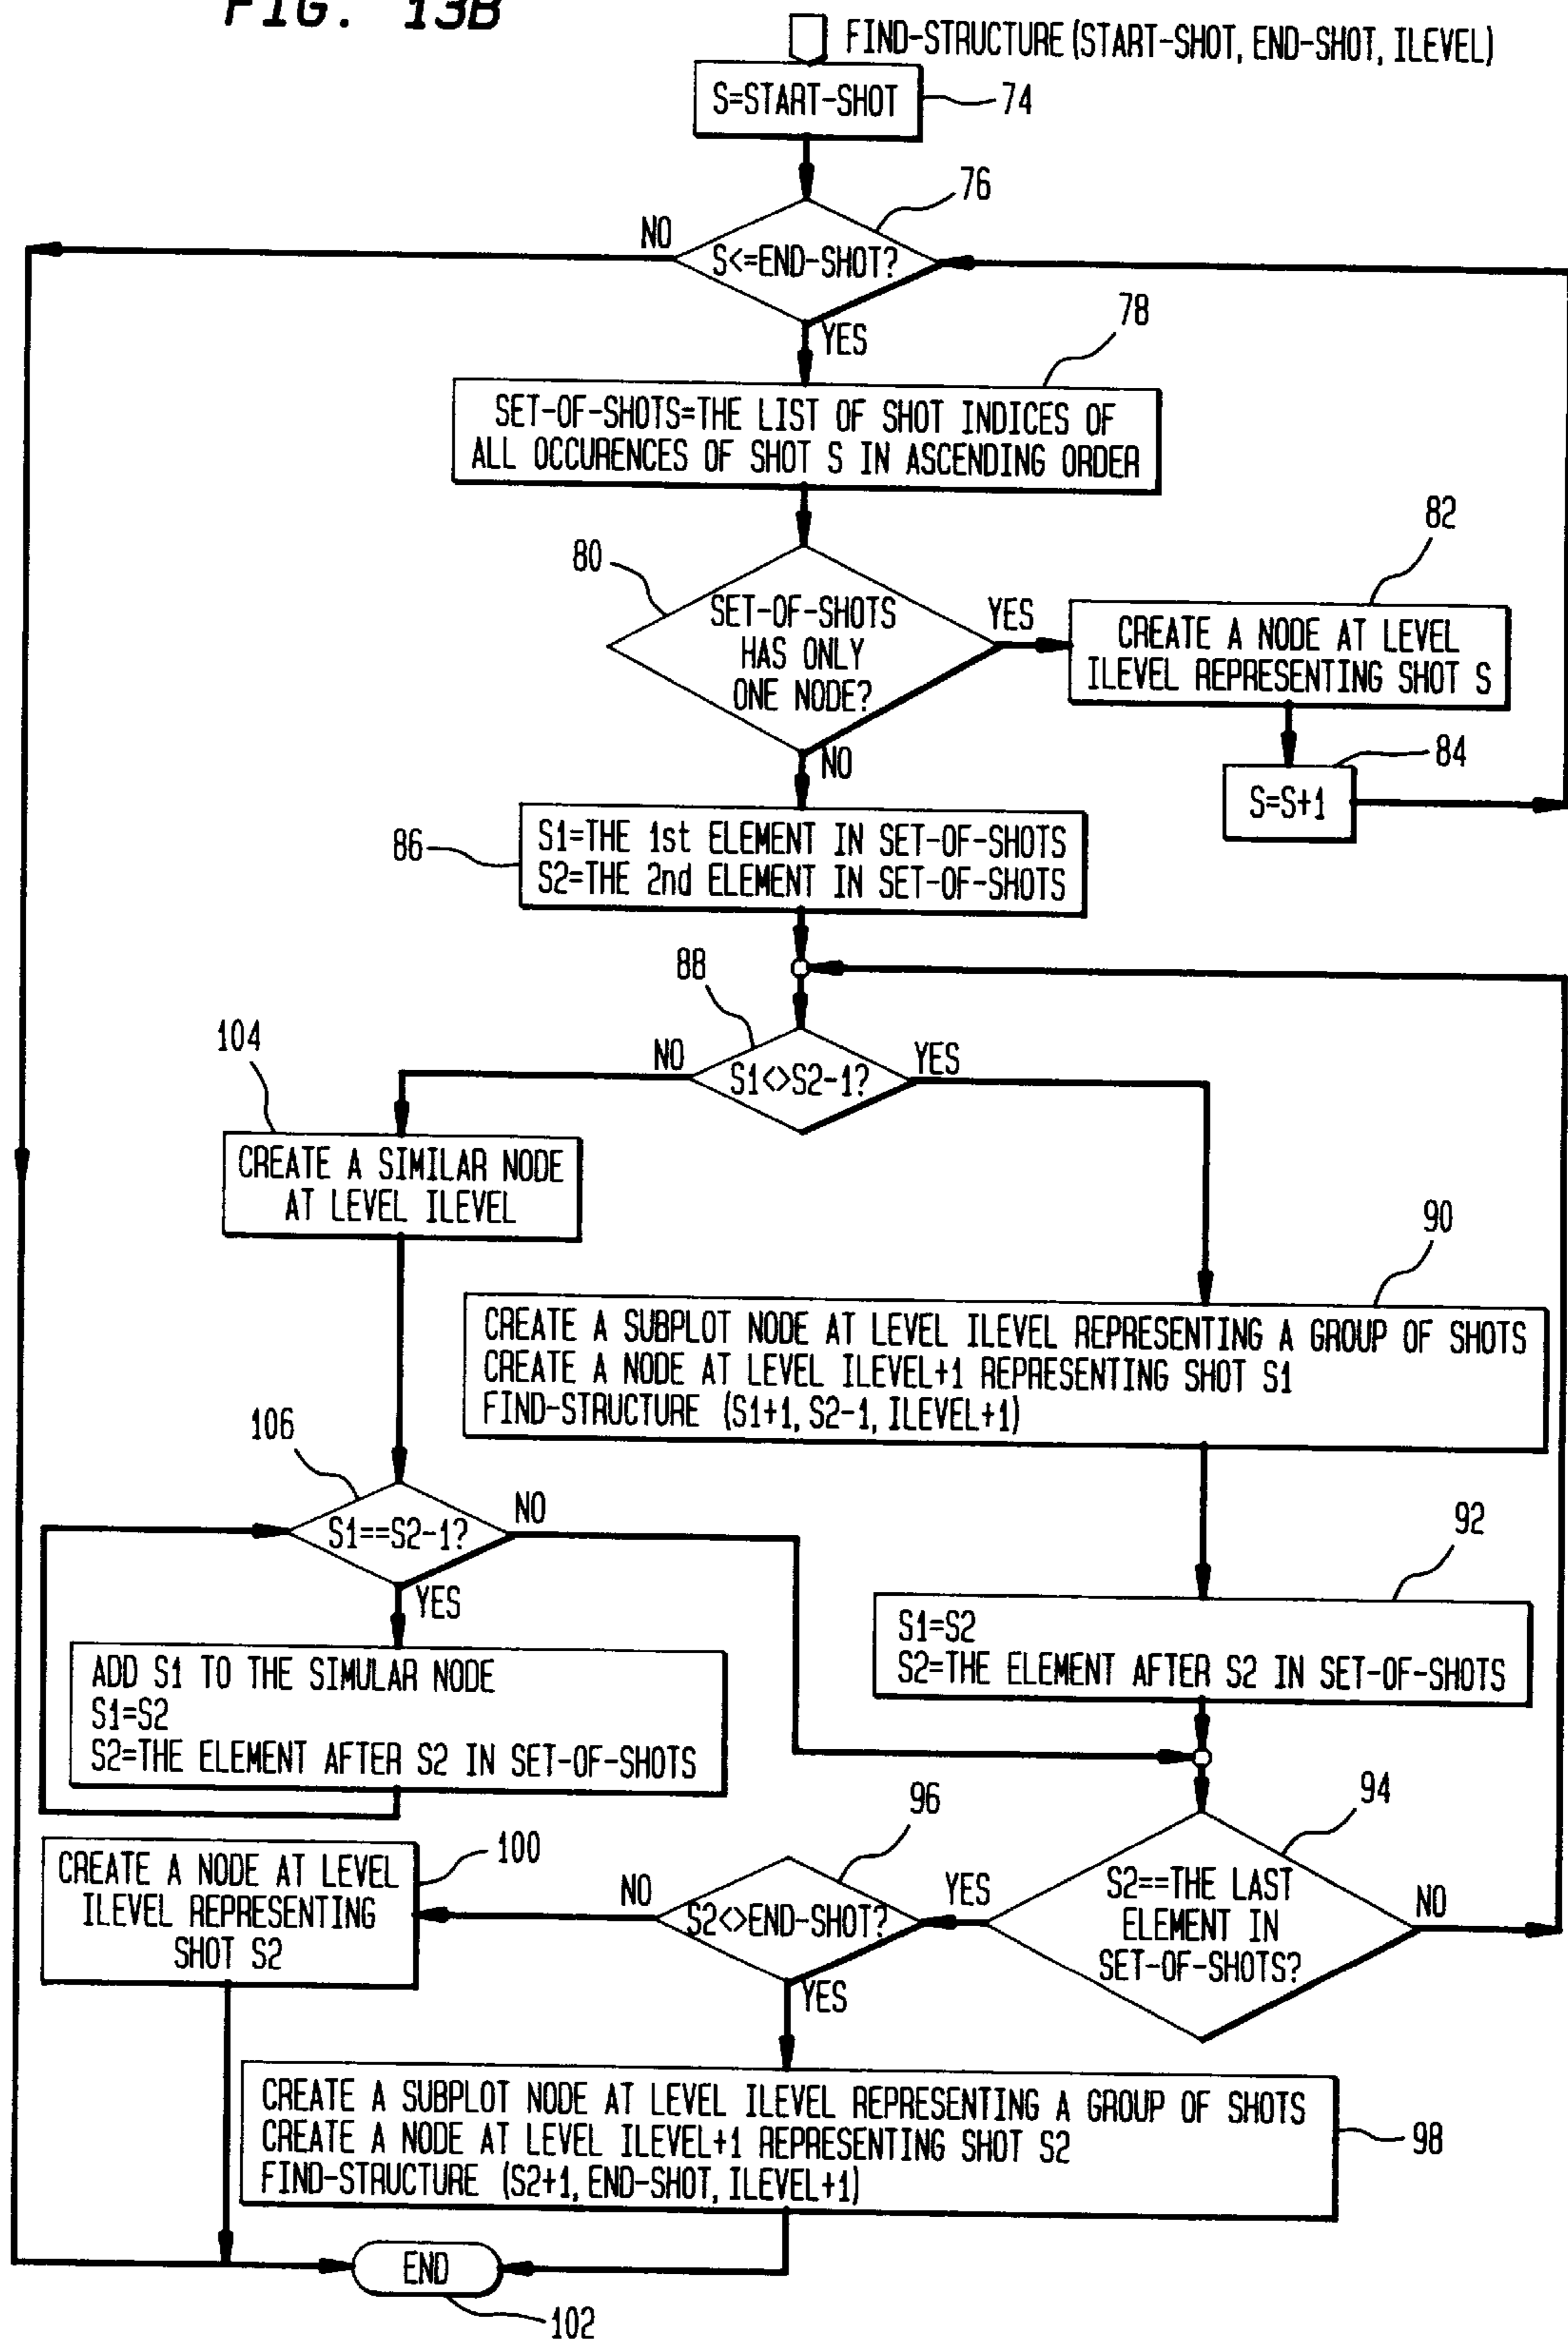 FIG. 13B
FIND-STRUCTURE (START-SHOT, END-SHOT, ILEVEL)
S=START-SHOT
74
76
NO
S<=END-SHOT?
YES
78
SET-OF-SHOTS=THE LIST OF SHOT INDICES OF
ALL OCCURENCES OF SHOT S IN ASCENDING ORDER
80
SET-OF-SHOTS
HAS ONLY
ONE NODE?
YES
82
CREATE A NODE AT LEVEL
ILEVEL REPRESENTING SHOT S
NO
84
S=S+1
86
S1=THE 1st ELEMENT IN SET-OF-SHOTS
S2=THE 2nd ELEMENT IN SET-OF-SHOTS
88
NO
S1<>S2-1?
YES
104
CREATE A SIMILAR NODE
AT LEVEL ILEVEL
90
CREATE A SUBPLOT NODE AT LEVEL ILEVEL REPRESENTING A GROUP OF SHOTS
CREATE A NODE AT LEVEL ILEVEL+1 REPRESENTING SHOT S1
FIND-STRUCTURE (S1+1, S2-1, ILEVEL+1)
106
S1==S2-1?
NO
YES
92
S1=S2
S2=THE ELEMENT AFTER S2 IN SET-OF-SHOTS
ADD S1 TO THE SIMULAR NODE
S1=S2
S2=THE ELEMENT AFTER S2 IN SET-OF-SHOTS
94
S2==THE LAST
ELEMENT IN
SET-OF-SHOTS?
NO
YES
96
S2<>END-SHOT?
NO
YES
100
CREATE A NODE AT LEVEL
ILEVEL REPRESENTING
SHOT S2
CREATE A SUBPLOT NODE AT LEVEL ILEVEL REPRESENTING A GROUP OF SHOTS
CREATE A NODE AT LEVEL ILEVEL+1 REPRESENTING SHOT S2
FIND-STRUCTURE (S2+1, END-SHOT, ILEVEL+1)
98
END
102